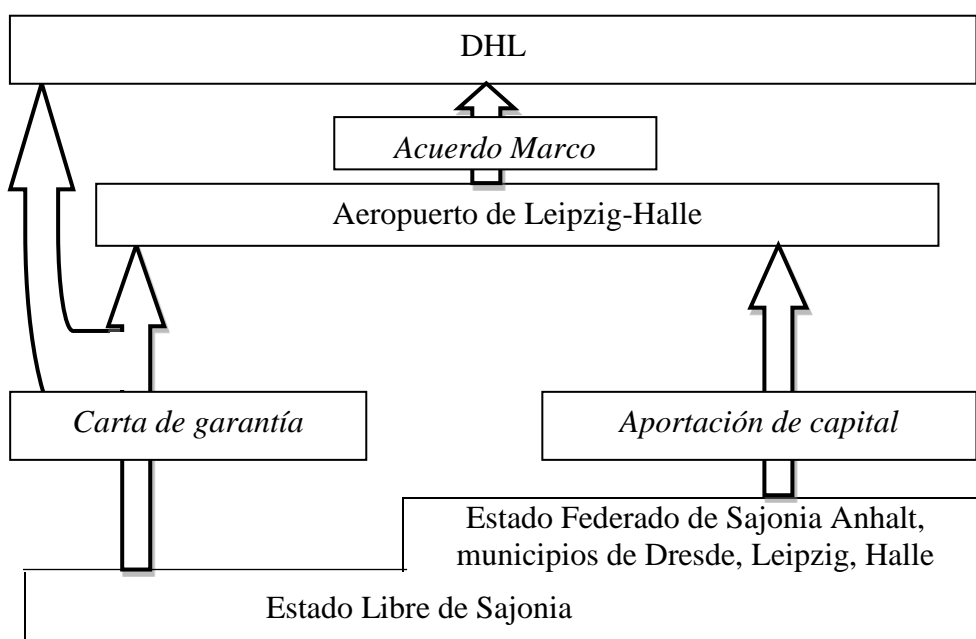 DHL
Acuerdo Marco
Aeropuerto de Leipzig-Halle
Carta de garantía
Aportación de capital
Estado Federado de Sajonia Anhalt,
municipios de Dresde, Leipzig, Halle
Estado Libre de Sajonia